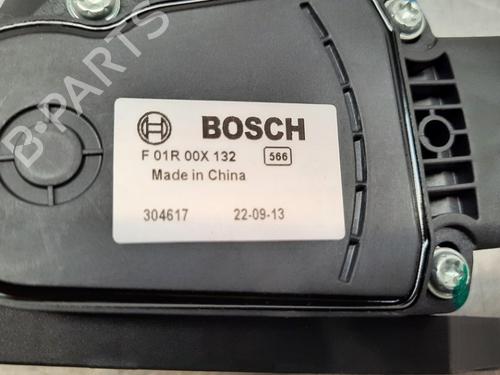 BOSCH
F 01R 00X 132 566
Made in China
304617 22-09-13
B-PARTS